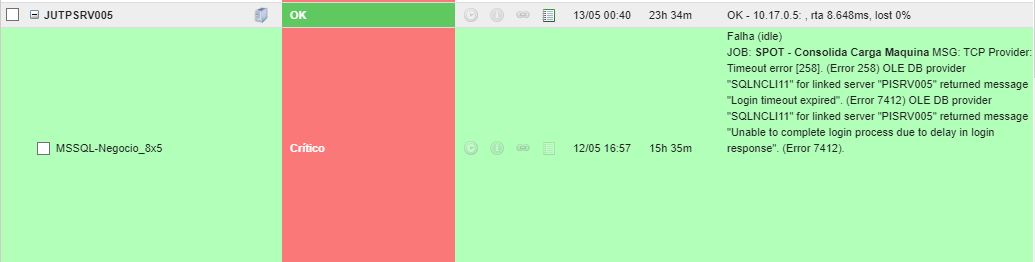 JUTPSRV005 OK 13/05 00:40 23h 34m OK - 10.17.0.5: , rta 8.648ms, lost 0%
Falha (idle)
JOB: SPOT - Consolida Carga Maquina MSG: TCP Provider:
Timeout error [258]. (Error 258) OLE DB provider
"SQLNCLI11" for linked server "PISRV005" returned message
"Login timeout expired". (Error 7412) OLE DB provider
"SQLNCLI11" for linked server "PISRV005" returned message
"Unable to complete login process due to delay in login
MSSQL-Negocio_8x5 Crítico 12/05 16:57 15h 35m response". (Error 7412).